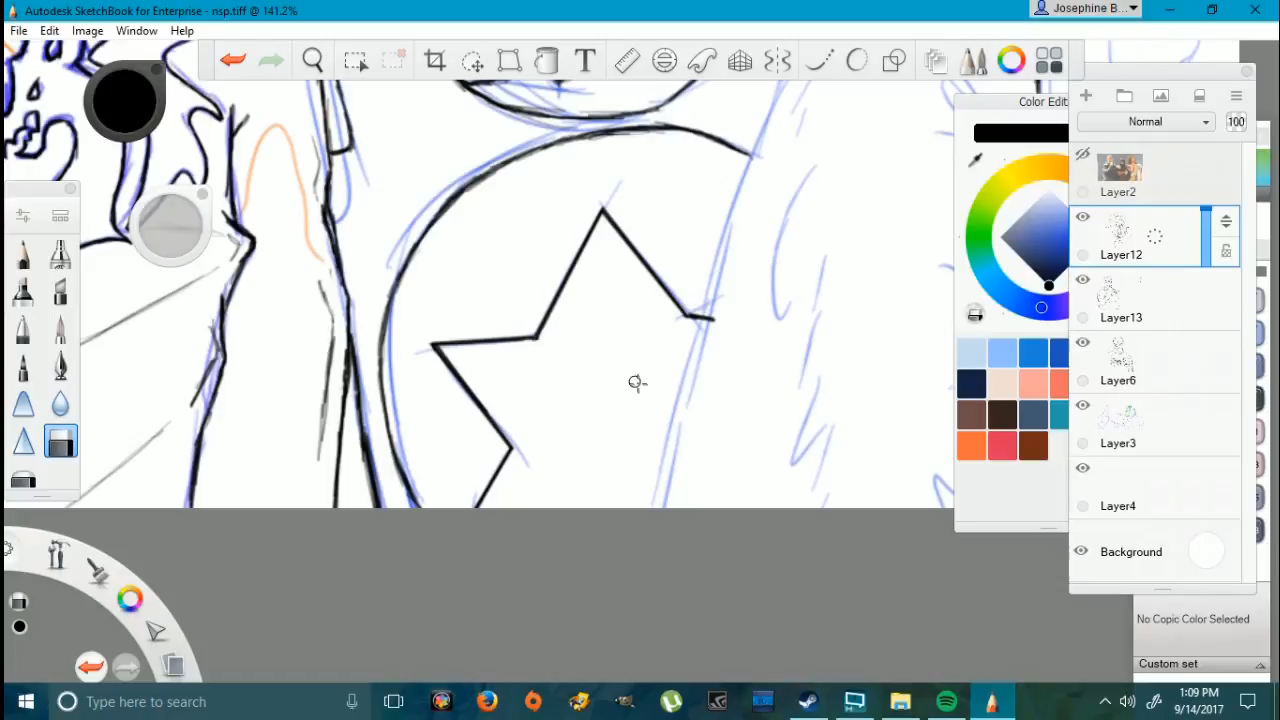 Autodesk SketchBook for Enterprise - nsp.tiff @ 141.2%
Josephine B...
File Edit Image Window Help
Color Edit
Normal
100
Layer2
Layer12
Layer13
Layer6
Layer3
Layer4
Background
No Copic Color Selected
Custom set
Type here to search
1:09 PM
9/14/2017